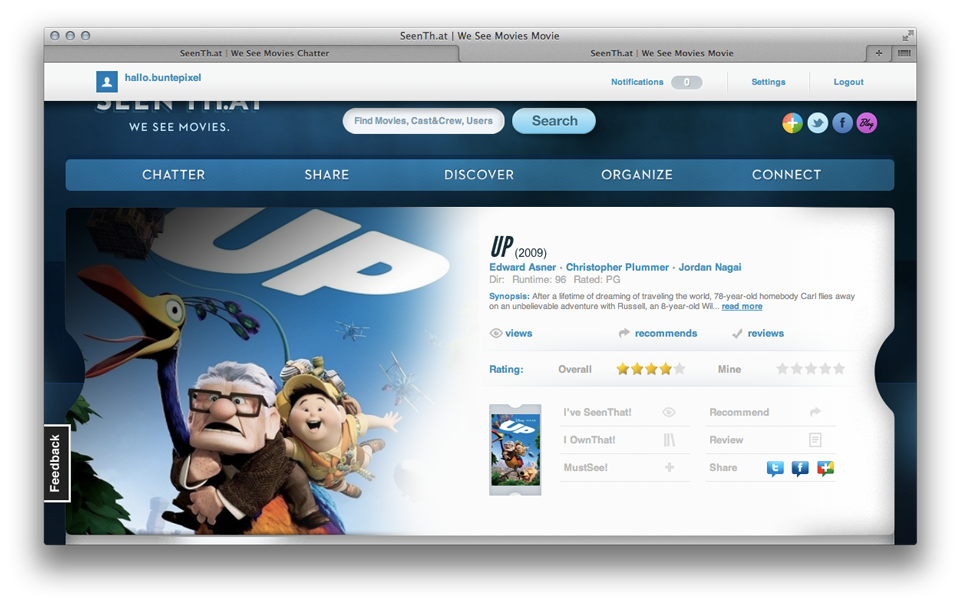 SeenTh.at | We See Movies Movie
SeenTh.at | We See Movies Chatter
SeenTh.at | We See Movies Movie
hallo.buntepixel
Notifications 0
Settings
Logout
SEEN TH.AT
WE SEE MOVIES.
Find Movies, Cast&Crew, Users
Search
Blog
CHATTER
SHARE
DISCOVER
ORGANIZE
CONNECT
UP
UP (2009)
Edward Asner · Christopher Plummer · Jordan Nagai
Dir: Runtime: 96 Rated: PG
Synopsis: After a lifetime of dreaming of traveling the world, 78-year-old homebody Carl flies away
on an unbelievable adventure with Russell, an 8-year-old Wil... read more
views
recommends
reviews
Rating:
Overall
Mine
UP
I've SeenThat!
I OwnThat!
MustSee!
Recommend
Review
Share
Feedback